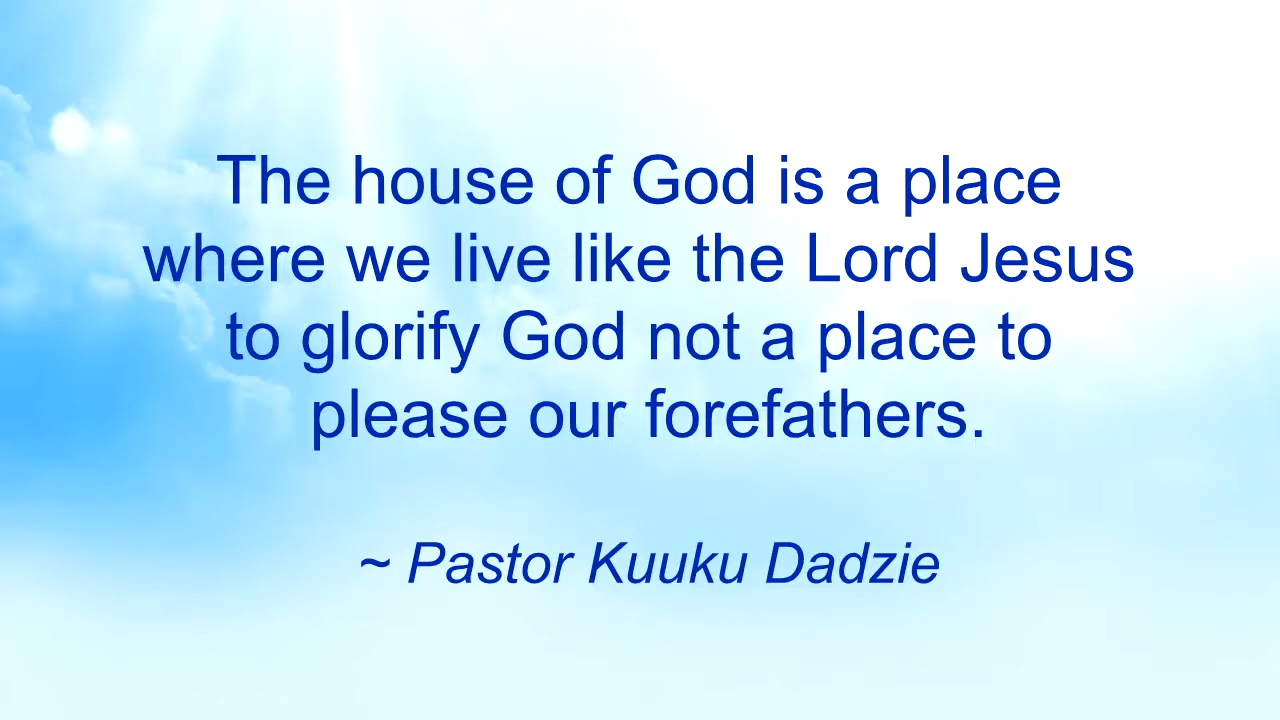 The house of God is a place
where we live like the Lord Jesus
to glorify God not a place to
please our forefathers.
~ Pastor Kuuku Dadzie